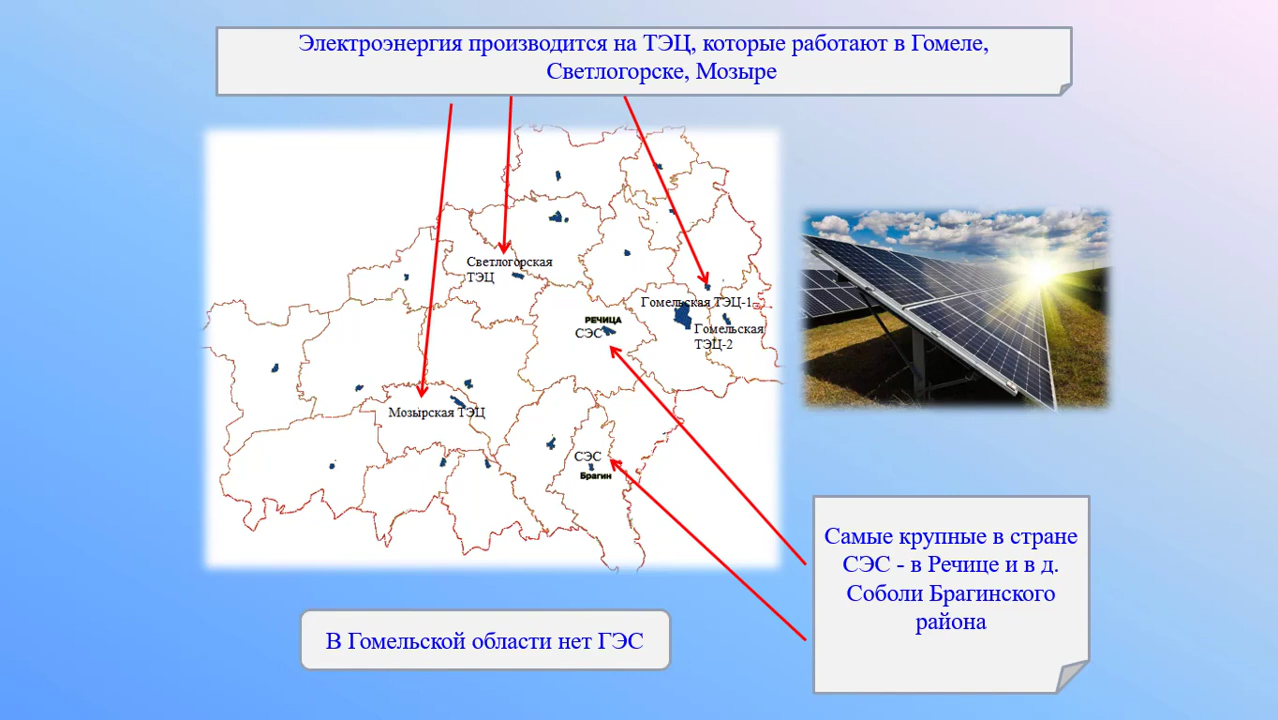 Электроэнергия производится на ТЭЦ, которые работают в Гомеле,
Светлогорске, Мозыре
Светлогорская
ТЭЦ
Гомельская ТЭЦ-1
РЕЧИЦА
СЭС
Гомельская
ТЭЦ-2
Мозырская ТЭЦ
СЭС
Брагин
Самые крупные в стране
СЭС - в Речице и в д.
Соболи Брагинского
района
В Гомельской области нет ГЭС